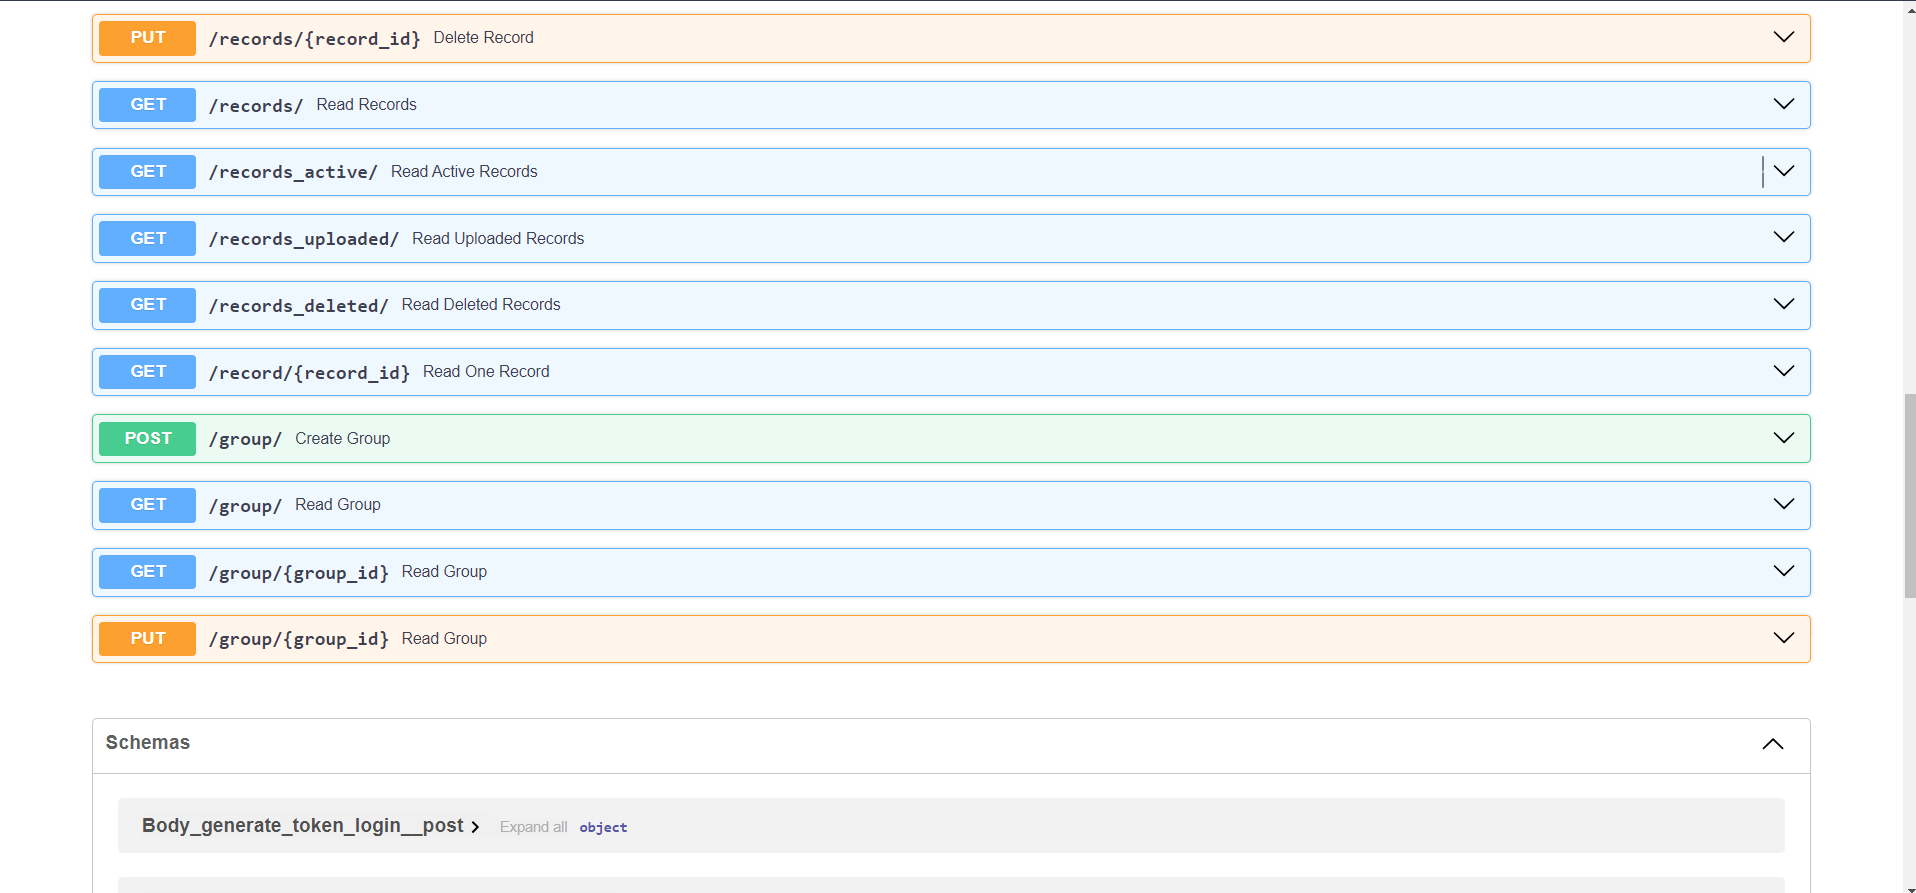 PUT /records/{record_id} Delete Record
GET /records/ Read Records
GET /records_active/ Read Active Records
GET /records_uploaded/ Read Uploaded Records
GET /records_deleted/ Read Deleted Records
GET /record/{record_id} Read One Record
POST /group/ Create Group
GET /group/ Read Group
GET /group/{group_id} Read Group
PUT /group/{group_id} Read Group
Schemas
Body_generate_token_login__post Expand all object